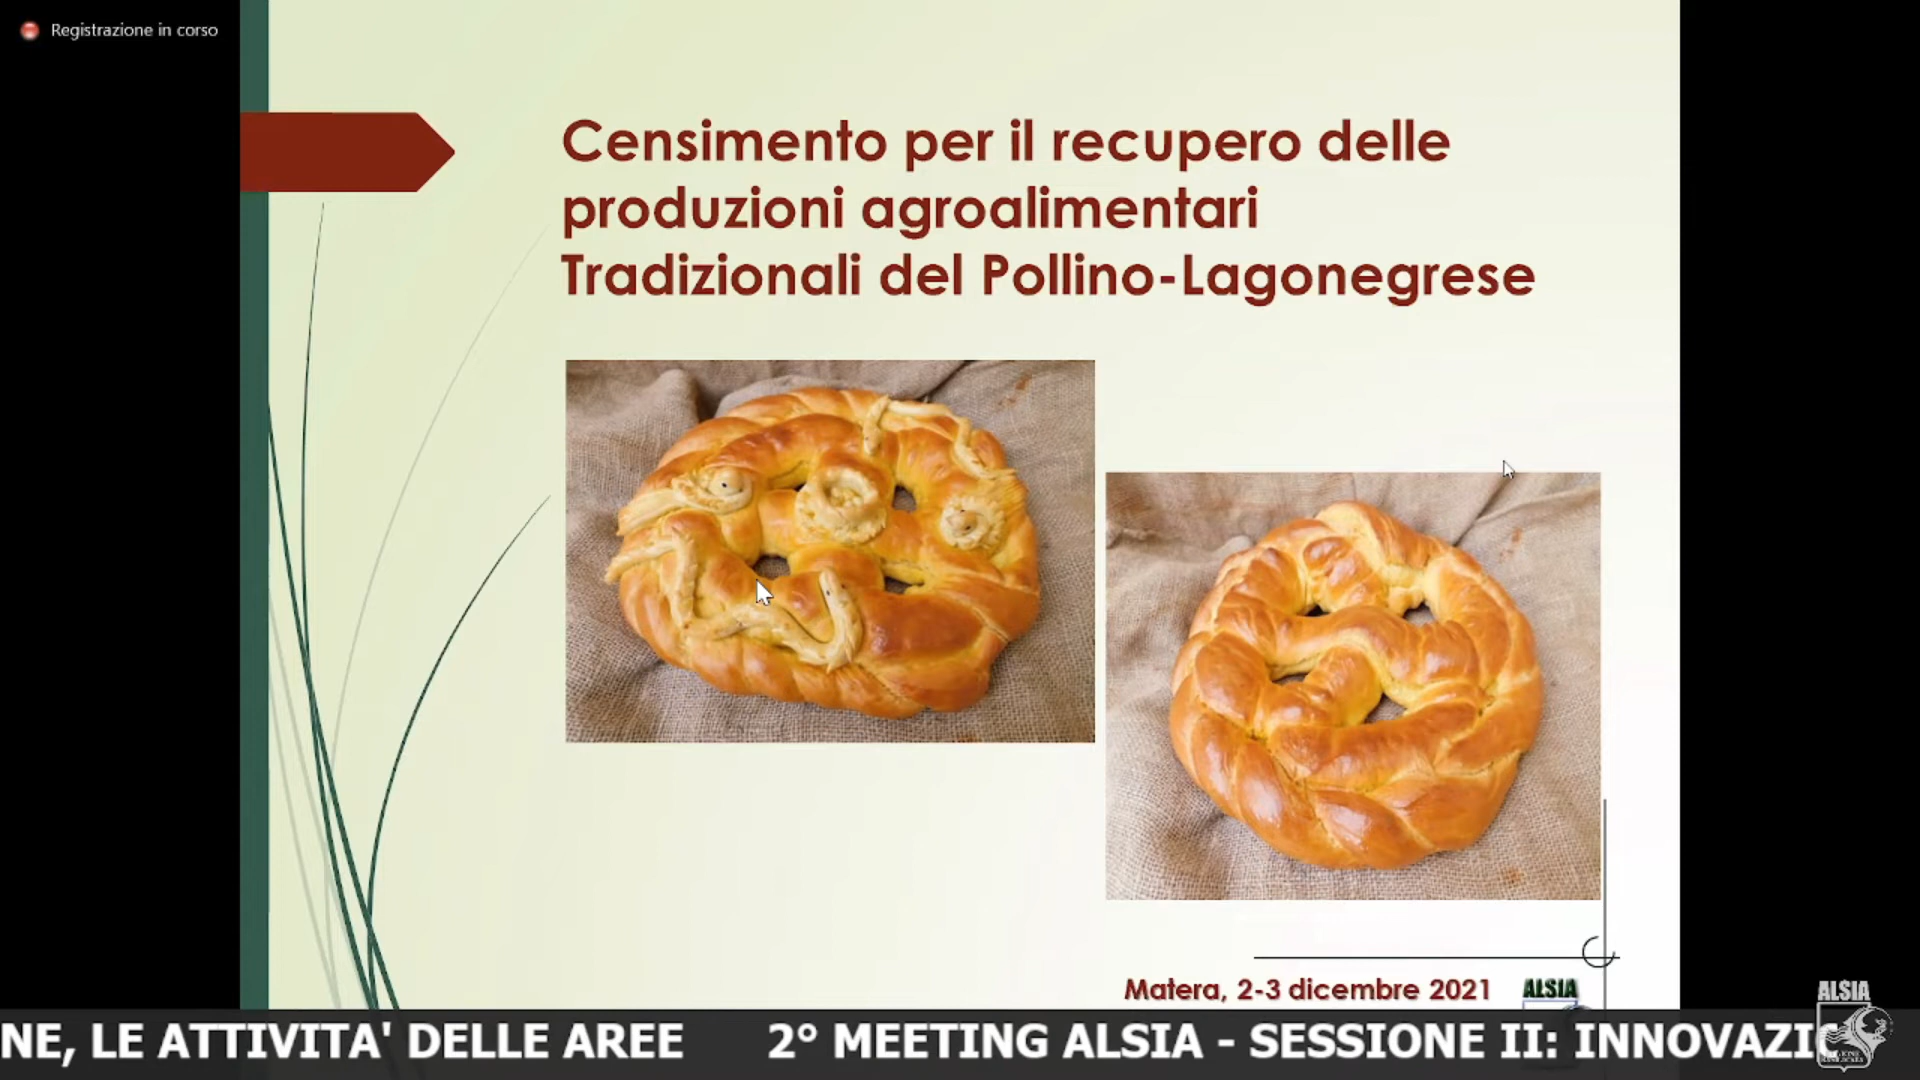 Registrazione in corso
Censimento per il recupero delle
produzioni agroalimentari
Tradizionali del Pollino-Lagonegrese
Matera, 2-3 dicembre 2021
ALSIA
ALSIA
NE, LE ATTIVITA' DELLE AREE 2° MEETING ALSIA - SESSIONE II: INNOVAZI